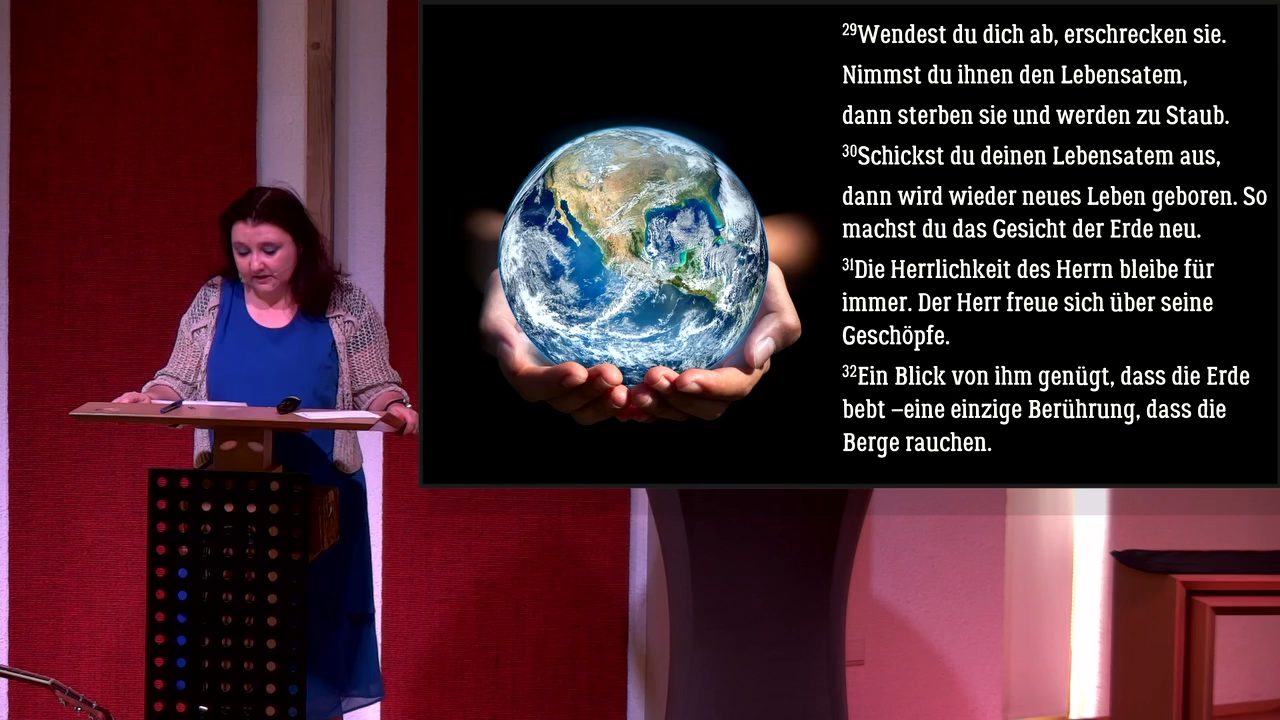 ²⁹Wendest du dich ab, erschrecken sie.
Nimmst du ihnen den Lebensatem,
dann sterben sie und werden zu Staub.
³⁰Schickst du deinen Lebensatem aus,
dann wird wieder neues Leben geboren. So
machst du das Gesicht der Erde neu.
³¹Die Herrlichkeit des Herrn bleibe für
immer. Der Herr freue sich über seine
Geschöpfe.
³²Ein Blick von ihm genügt, dass die Erde
bebt –eine einzige Berührung, dass die
Berge rauchen.